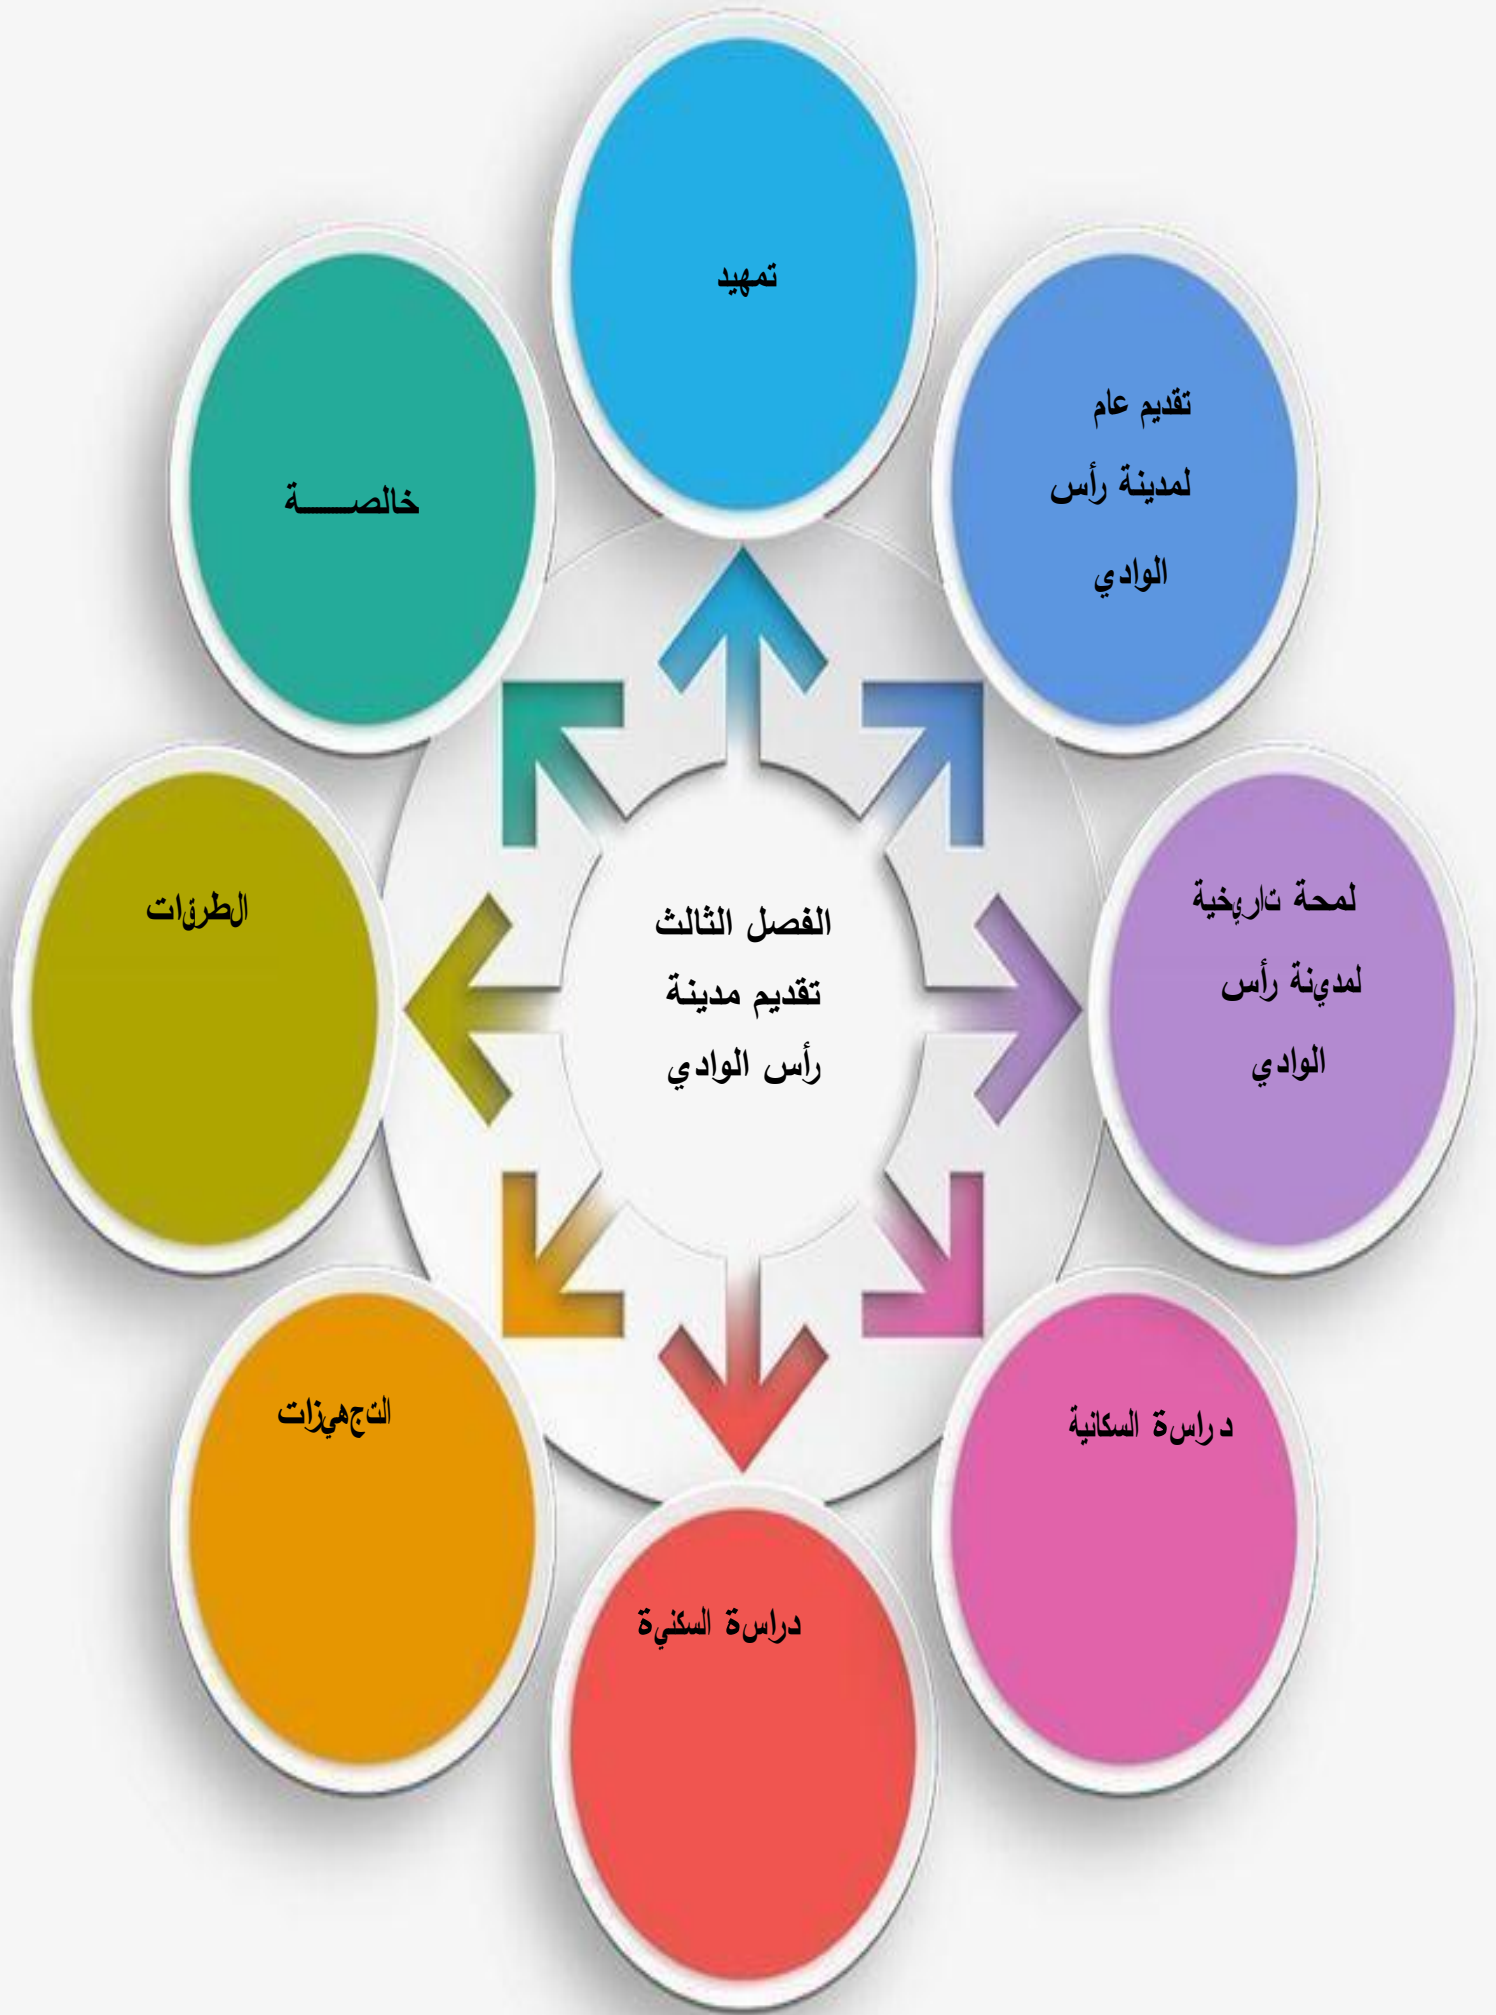 تمهيد
تقديم عام
لمدينة رأس
الوادي
خالصـــــة
لمحة تاريخية
لمدينة رأس
الوادي
الطرقات
الفصل الثالث
تقديم مدينة
رأس الوادي
دراسة السكانية
التجهيزات
دراسة السكنية